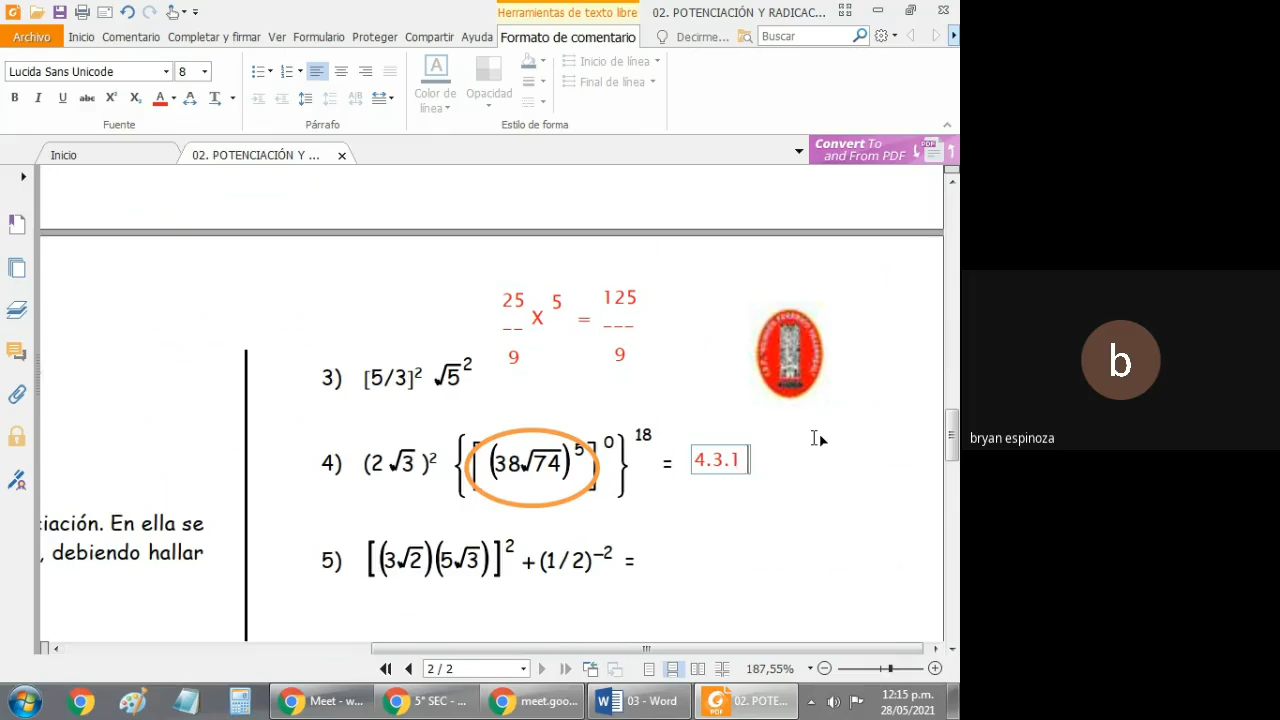 Herramientas de texto libre
02. POTENCIACIÓN Y RADICAC...
Archivo Inicio Comentario Completar y firmar Ver Formulario Proteger Compartir Ayuda Formato de comentario Decirme... Buscar
Lucida Sans Unicode 8
Color de línea Opacidad
Inicio de línea
Final de línea
Fuente Párrafo Estilo de forma
Inicio 02. POTENCIACIÓN Y ...
Convert To
and From PDF
25/9 X 5 = 125/9
3) [5/3]² √5²
4) (2√3)² {[(38√74)⁵]⁰}¹⁸ = 4.3.1
5) [(3√2)(5√3)]² + (1/2)⁻² =
ciación. En ella se
, debiendo hallar
b
bryan espinoza
2 / 2
187,55%
Meet - w... 5° SEC - ... meet.goo... 03 - Word 02. POTE...
12:15 p.m.
28/05/2021